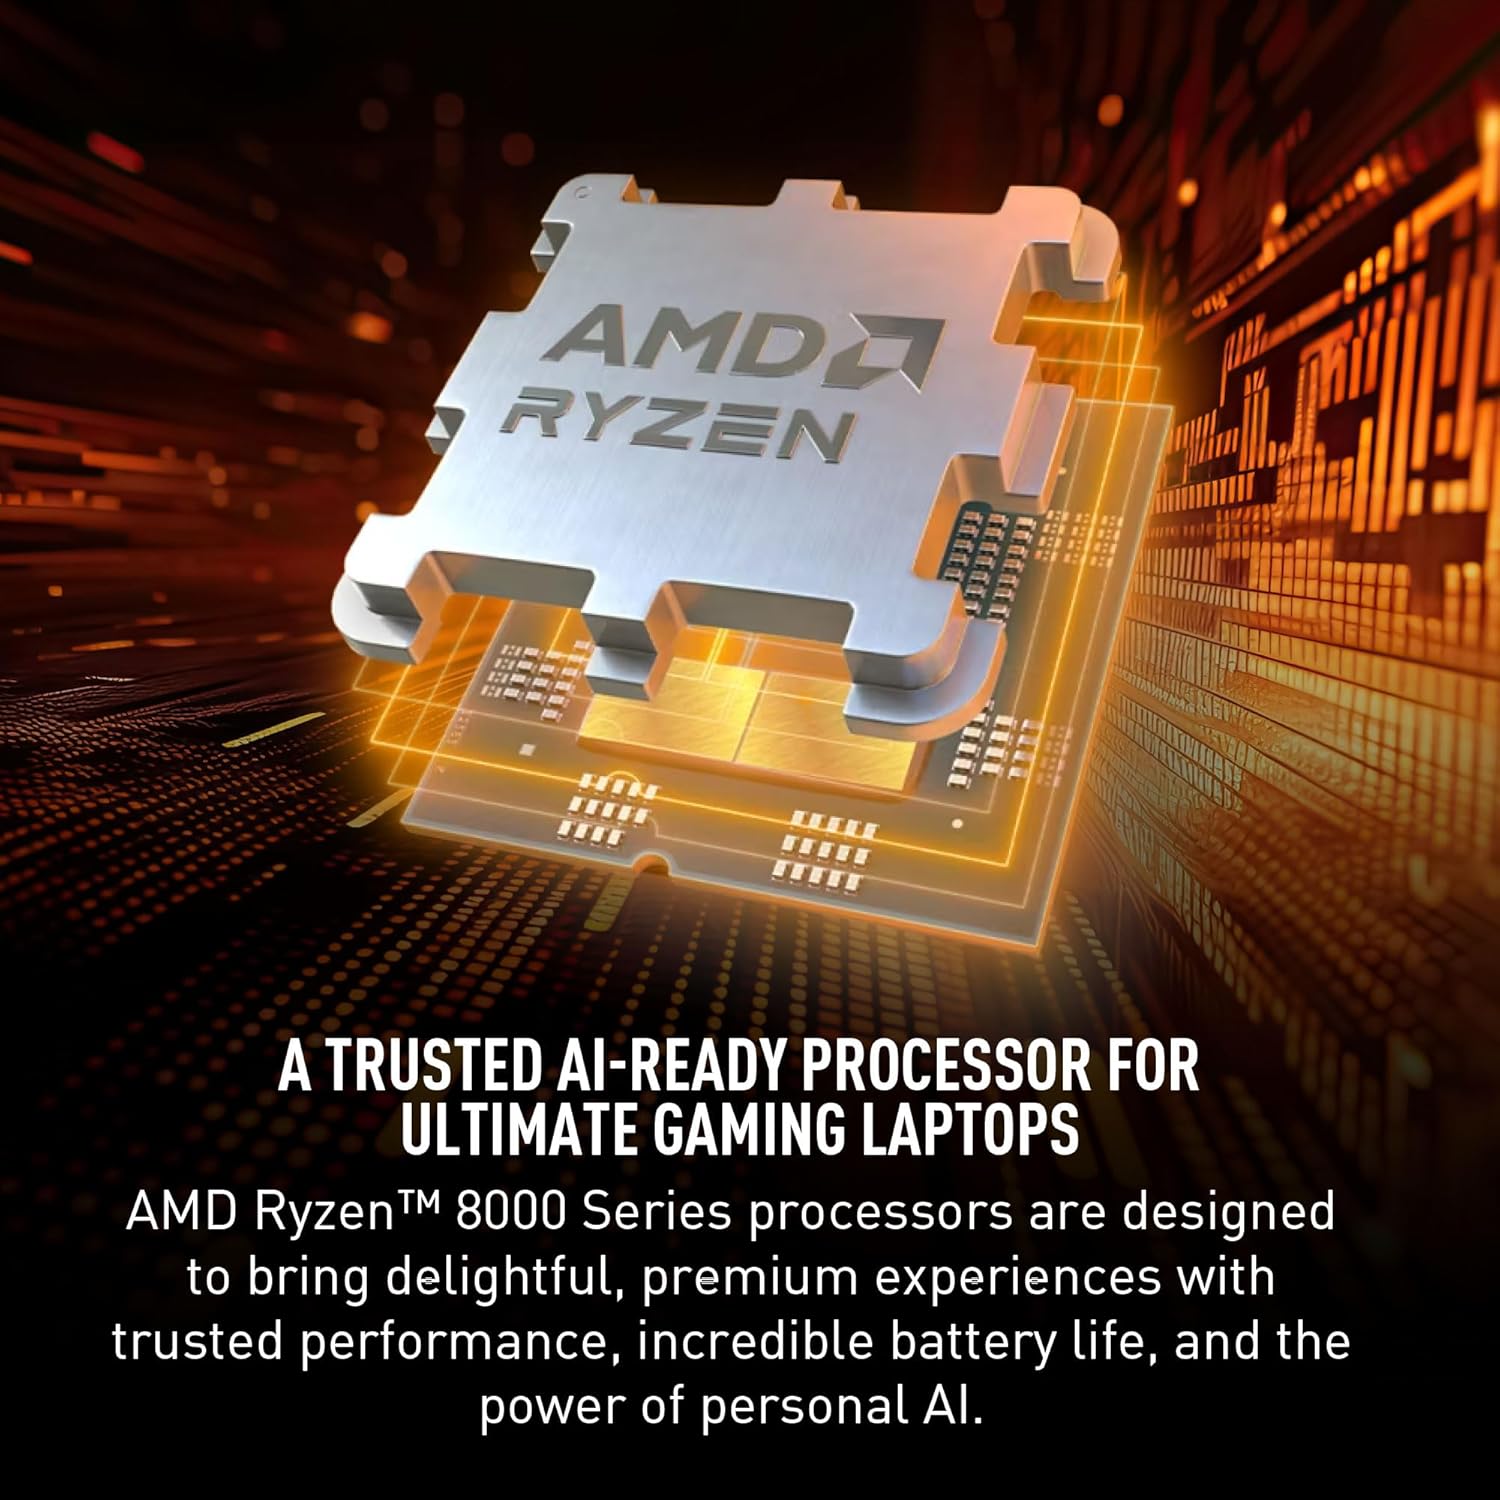 AMD
RYZEN
A TRUSTED AI-READY PROCESSOR FOR
ULTIMATE GAMING LAPTOPS
AMD Ryzen™ 8000 Series processors are designed
to bring delightful, premium experiences with
trusted performance, incredible battery life, and the
power of personal AI.